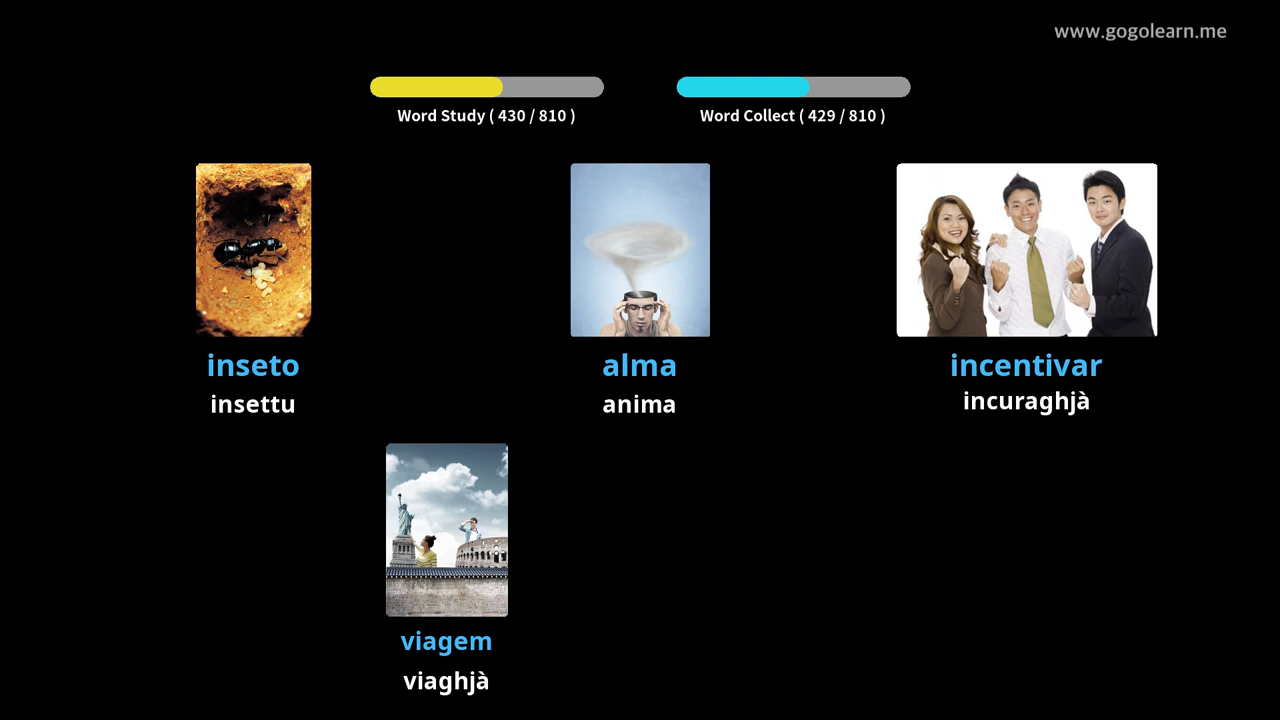 www.gogolearn.me
Word Study ( 430 / 810 )
Word Collect ( 429 / 810 )
inseto
insettu
alma
anima
incentivar
incuraghjà
viagem
viaghjà